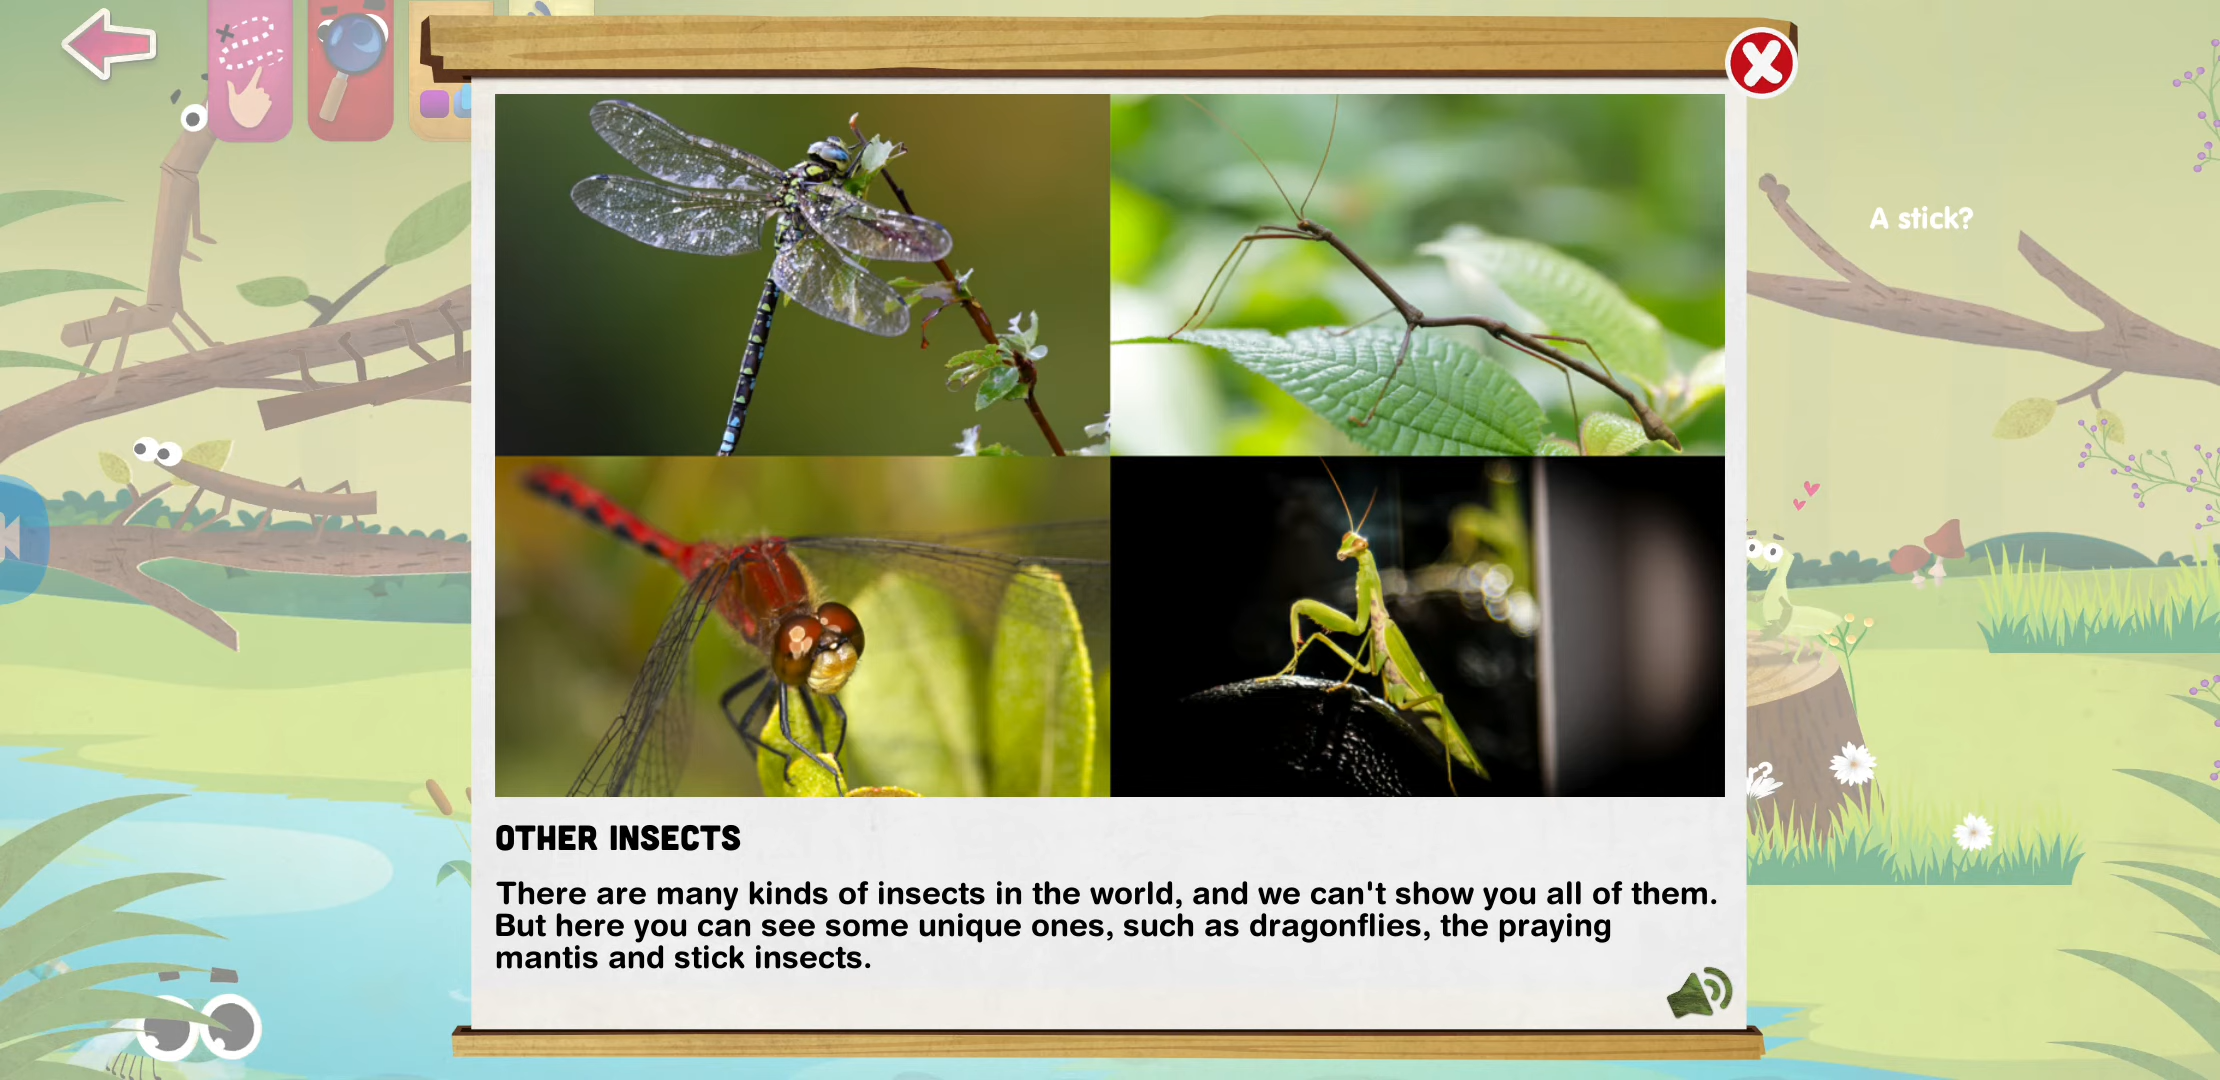 A stick?
r?
OTHER INSECTS
There are many kinds of insects in the world, and we can't show you all of them.
But here you can see some unique ones, such as dragonflies, the praying
mantis and stick insects.